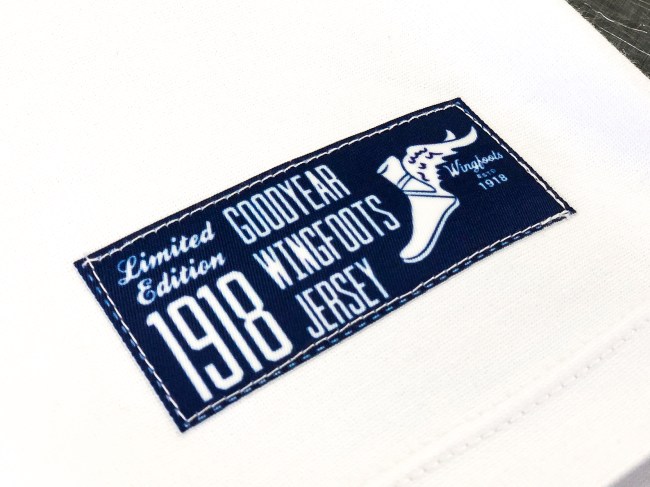 Limited
Edition
1918
GOODYEAR
WINGFOOTS
JERSEY
Wingfoots
ESTD
1918